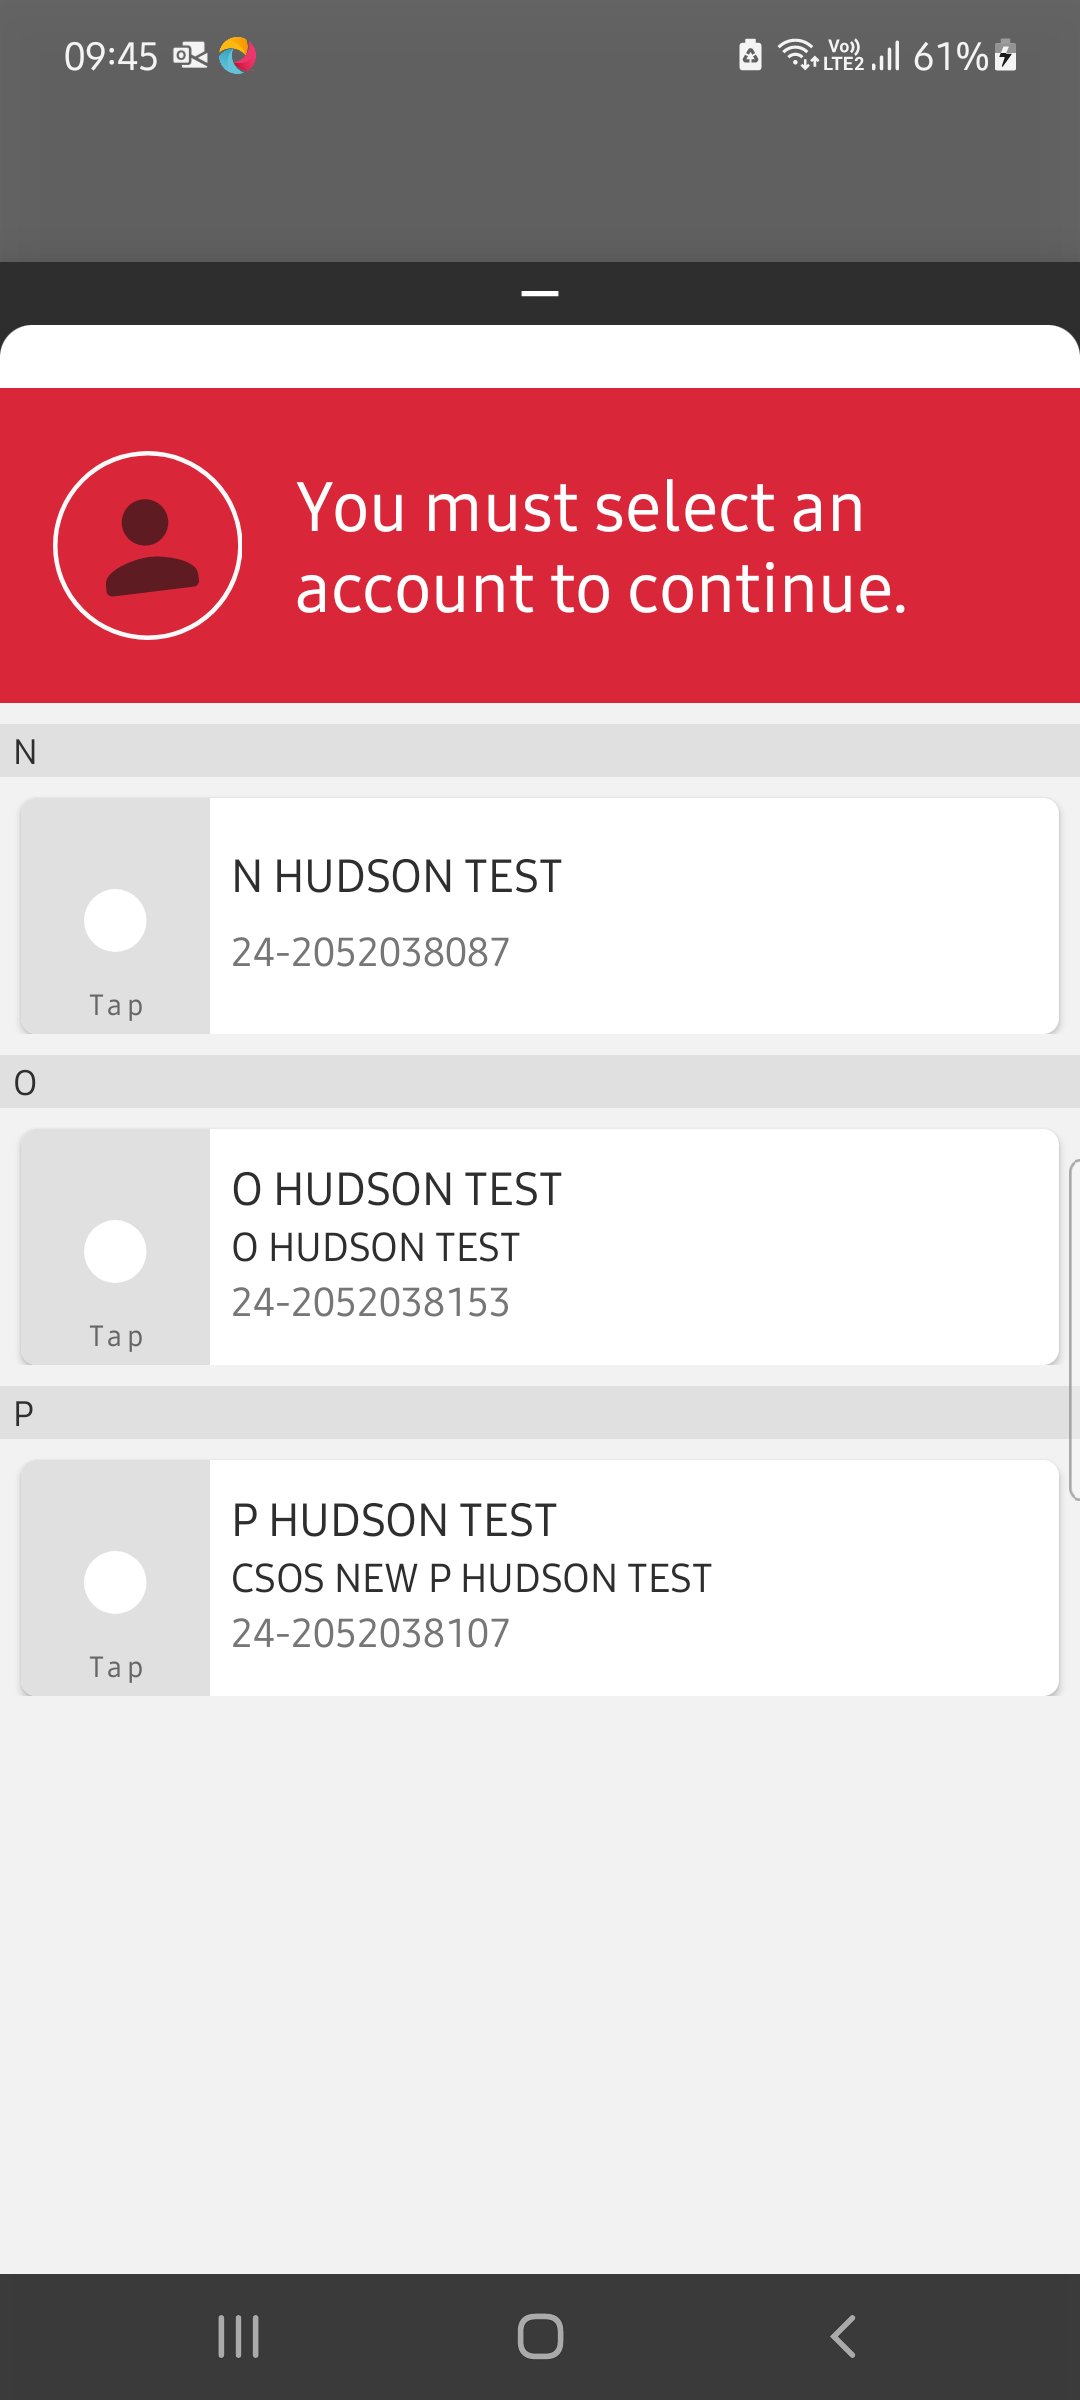 09:45
Vo)) LTE2 61%
You must select an
account to continue.
N
N HUDSON TEST
24-2052038087
Tap
O
O HUDSON TEST
O HUDSON TEST
24-2052038153
Tap
P
P HUDSON TEST
CSOS NEW P HUDSON TEST
24-2052038107
Tap